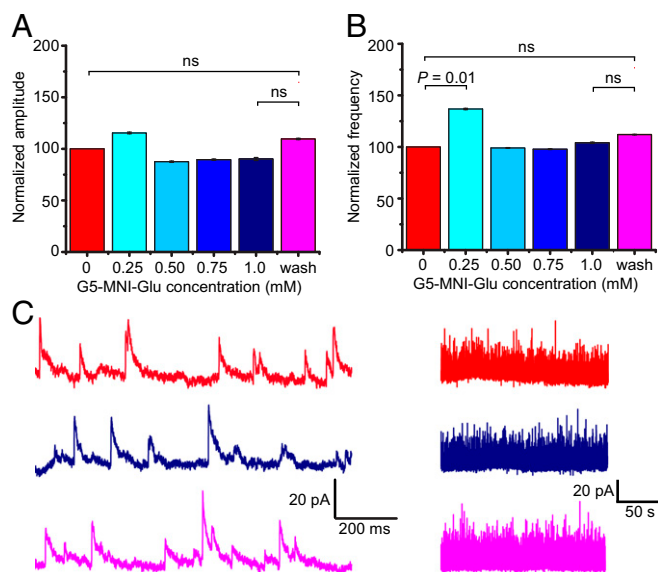 A
200
150
100
50
0
Normalized amplitude
ns
ns
0 0.25 0.50 0.75 1.0 wash
G5-MNI-Glu concentration (mM)
B
200
150
100
50
0
Normalized frequency
ns
P = 0.01
ns
0 0.25 0.50 0.75 1.0 wash
G5-MNI-Glu concentration (mM)
C
20 pA
200 ms
20 pA
50 s